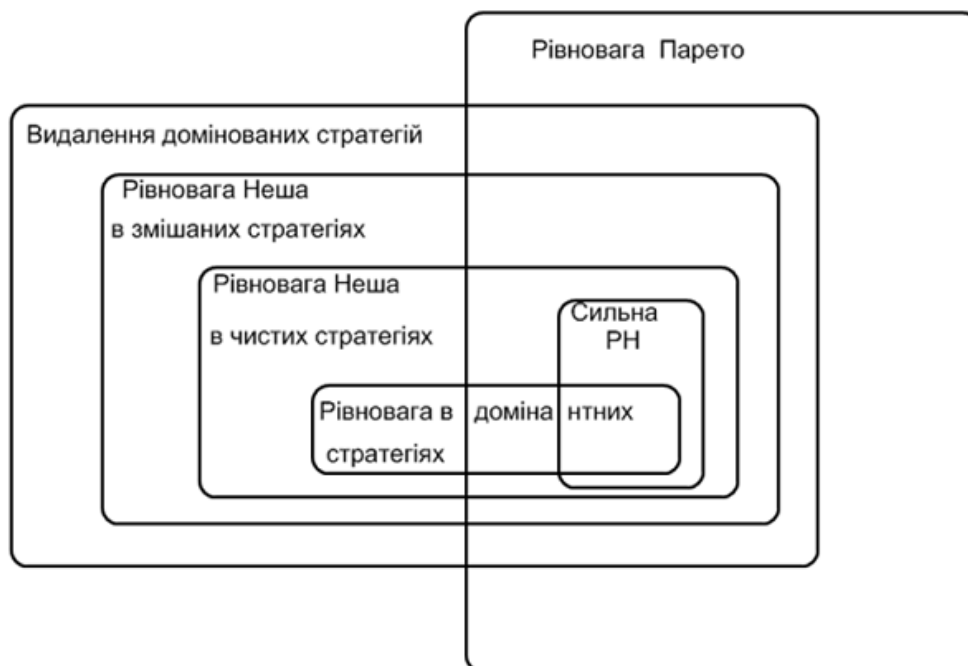 Рівновага Парето
Видалення домінованих стратегій
Рівновага Неша
в змішаних стратегіях
Рівновага Неша
в чистих стратегіях
Сильна
РН
Рівновага в домінантних
стратегіях